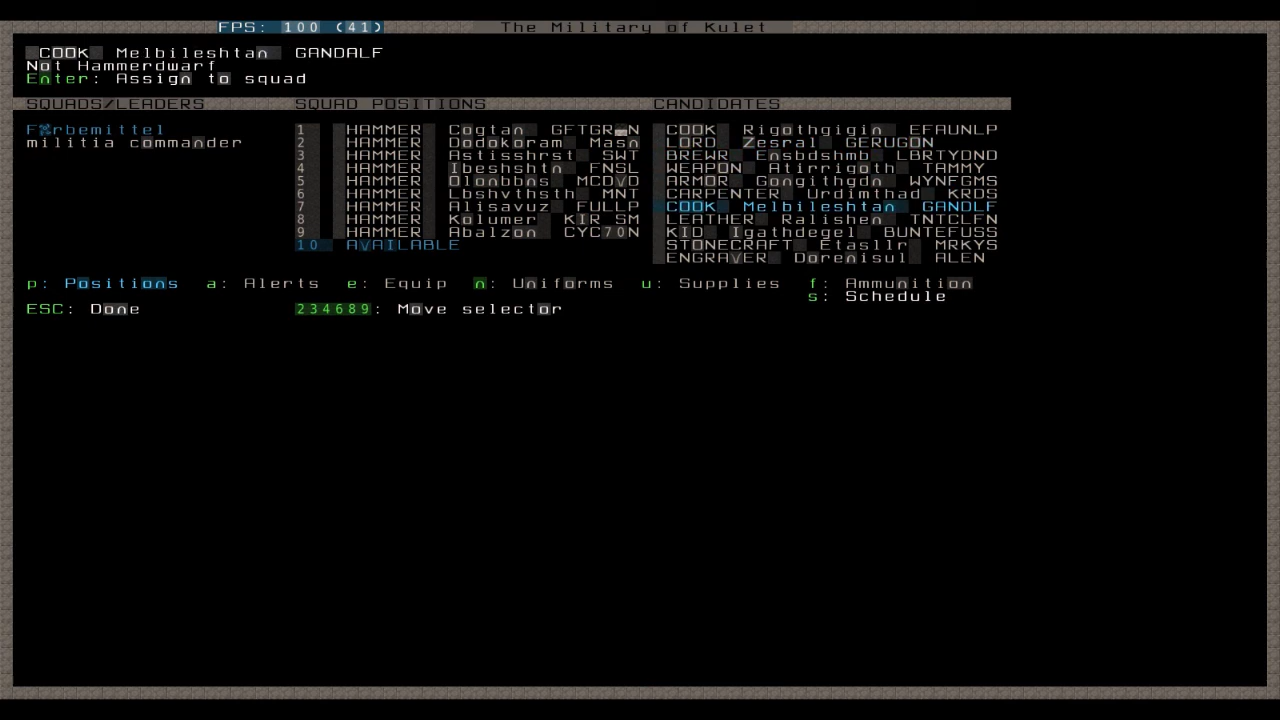 FPS: 100 (41) The Military of Kulet
COOK Melbileshtan GANDALF
Not Hammerdwarf
Enter: Assign to squad
SQUADS/LEADERS SQUAD POSITIONS CANDIDATES
1 HAMMER Cogtan COOK Rigothgigin EFAUNLP
militia commander 2 HAMMER Dodokoram Masn LORD Zesral GERUGON
3 HAMMER Astisshrst SWT BREWR Ensbdshmb LBRTYDND
4 HAMMER Ibeshshtn FNSL WEAPON Atirrigoth TAMMY
5 HAMMER Olonbbns MCDVD ARMOR Gongithgdn WYNFGMS
6 HAMMER Lbshvthsth MNT CARPENTER Urdimthad KRDS
7 HAMMER Alisavuz FULLP COOK Melbileshtan GANDLF
8 HAMMER Kolumer KIR SM LEATHER Ralishen TNTCLFN
9 HAMMER Abalzon CYC70N KID Igathdegel BUNTEFUSS
10 AVAILABLE STONECRAFT Etasllr MRKYS
ENGRAVER Dorenisul ALEN
p: Positions a: Alerts e: Equip n: Uniforms u: Supplies f: Ammunition
s: Schedule
ESC: Done 234689: Move selector